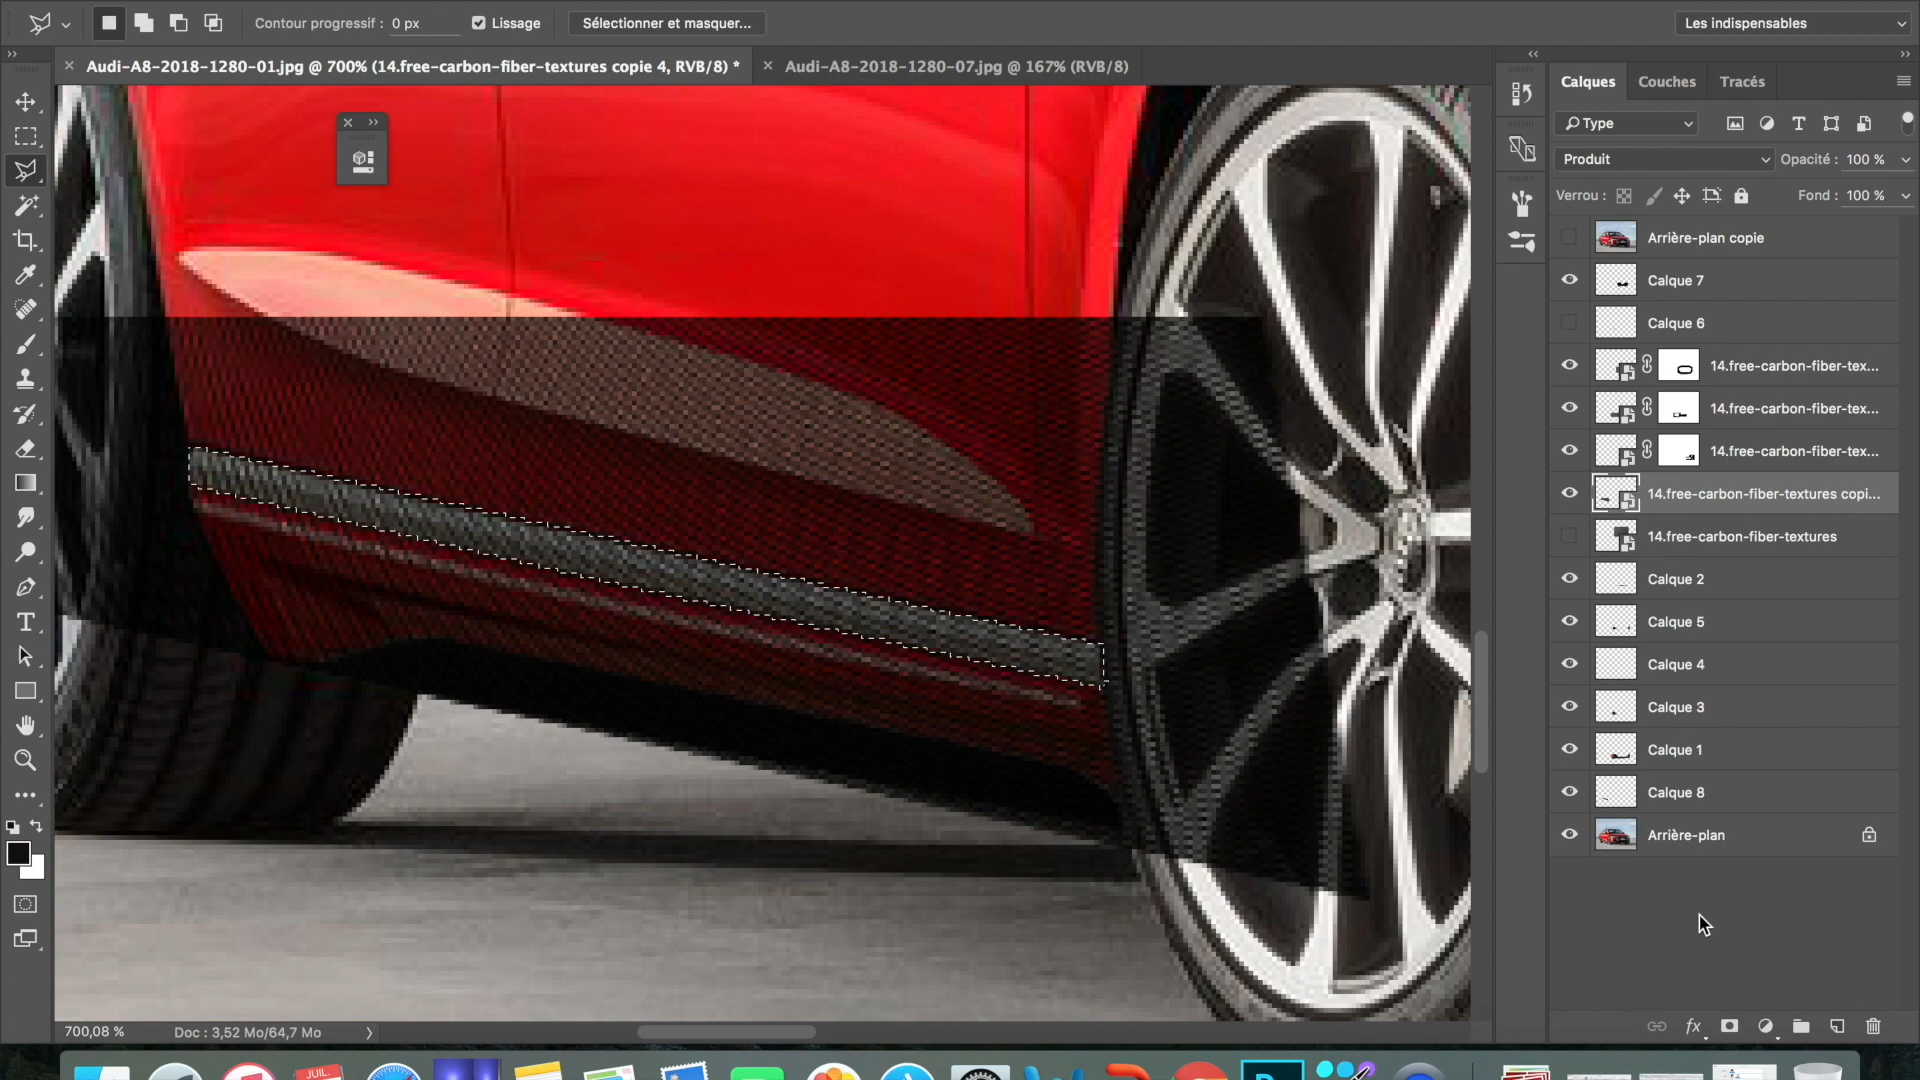 Contour progressif : 0 px
Lissage
Sélectionner et masquer...
Les indispensables
Audi-A8-2018-1280-01.jpg @ 700% (14.free-carbon-fiber-textures copie 4, RVB/8) *
Audi-A8-2018-1280-07.jpg @ 167% (RVB/8)
Calques
Couches
Tracés
Type
Produit
Opacité : 100 %
Verrou :
Fond : 100 %
Arrière-plan copie
Calque 7
Calque 6
14.free-carbon-fiber-tex...
14.free-carbon-fiber-tex...
14.free-carbon-fiber-tex...
14.free-carbon-fiber-textures copi...
14.free-carbon-fiber-textures
Calque 2
Calque 5
Calque 4
Calque 3
Calque 1
Calque 8
Arrière-plan
fx
700,08 %
Doc : 3,52 Mo/64,7 Mo
JUIL.